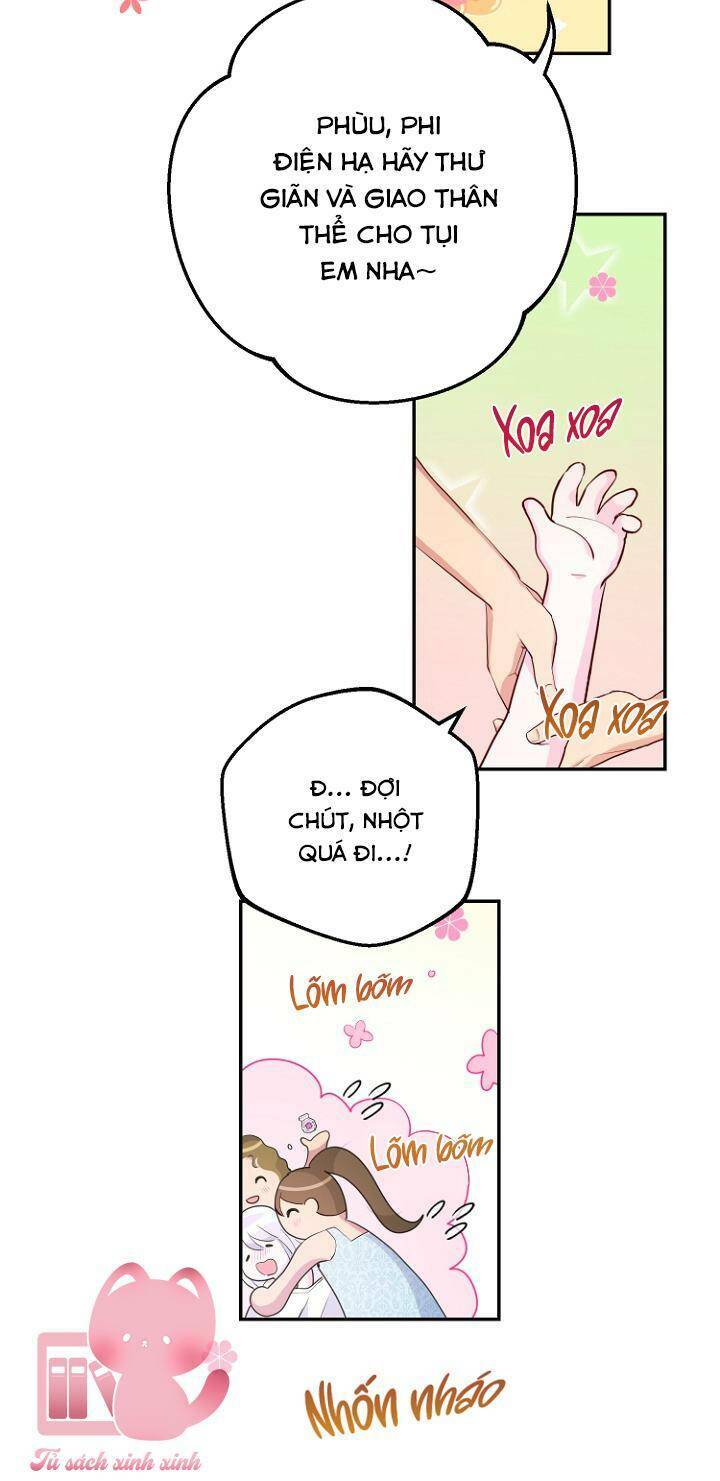 PHÙU, PHI
ĐIỆN HẠ HÃY THƯ
GIÃN VÀ GIAO THÂN
THỂ CHO TỤI
EM NHA~
Xoa xoa
Xoa xoa
Đ... ĐỢI
CHÚT, NHỘT
QUÁ ĐI...!
Lõm bõm
Lõm bõm
Nhốn nháo
Tủ sách xinh xinh